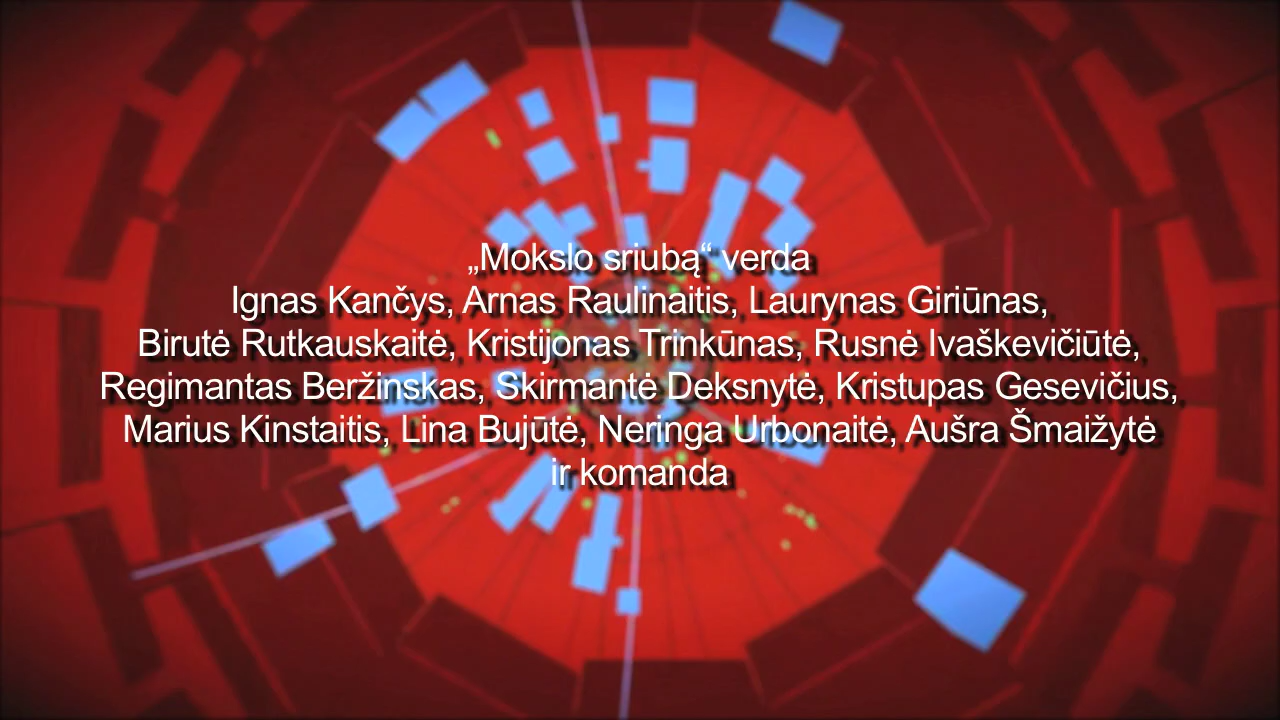 „Mokslo sriubą“ verda
Ignas Kančys, Arnas Raulinaitis, Laurynas Giriūnas,
Birutė Rutkauskaitė, Kristijonas Trinkūnas, Rusnė Ivaškevičiūtė,
Regimantas Beržinskas, Skirmantė Deksnytė, Kristupas Gesevičius,
Marius Kinstaitis, Lina Bujūtė, Neringa Urbonaitė, Aušra Šmaižytė
ir komanda